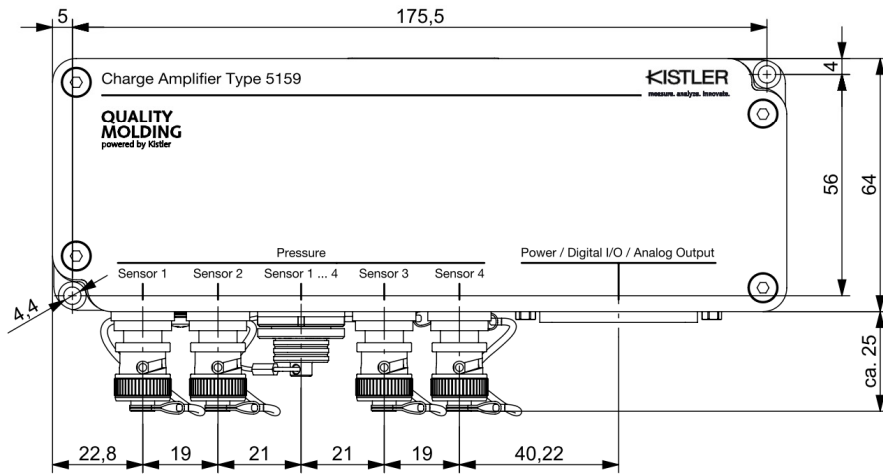 5
175,5
4
Charge Amplifier Type 5159
KISTLER
measure. analyze. innovate.
QUALITY
MOLDING
powered by Kistler
56
64
Pressure
Power / Digital I/O / Analog Output
Sensor 1
Sensor 2
Sensor 1 ... 4
Sensor 3
Sensor 4
4,4
ca. 25
22,8
19
21
21
19
40,22